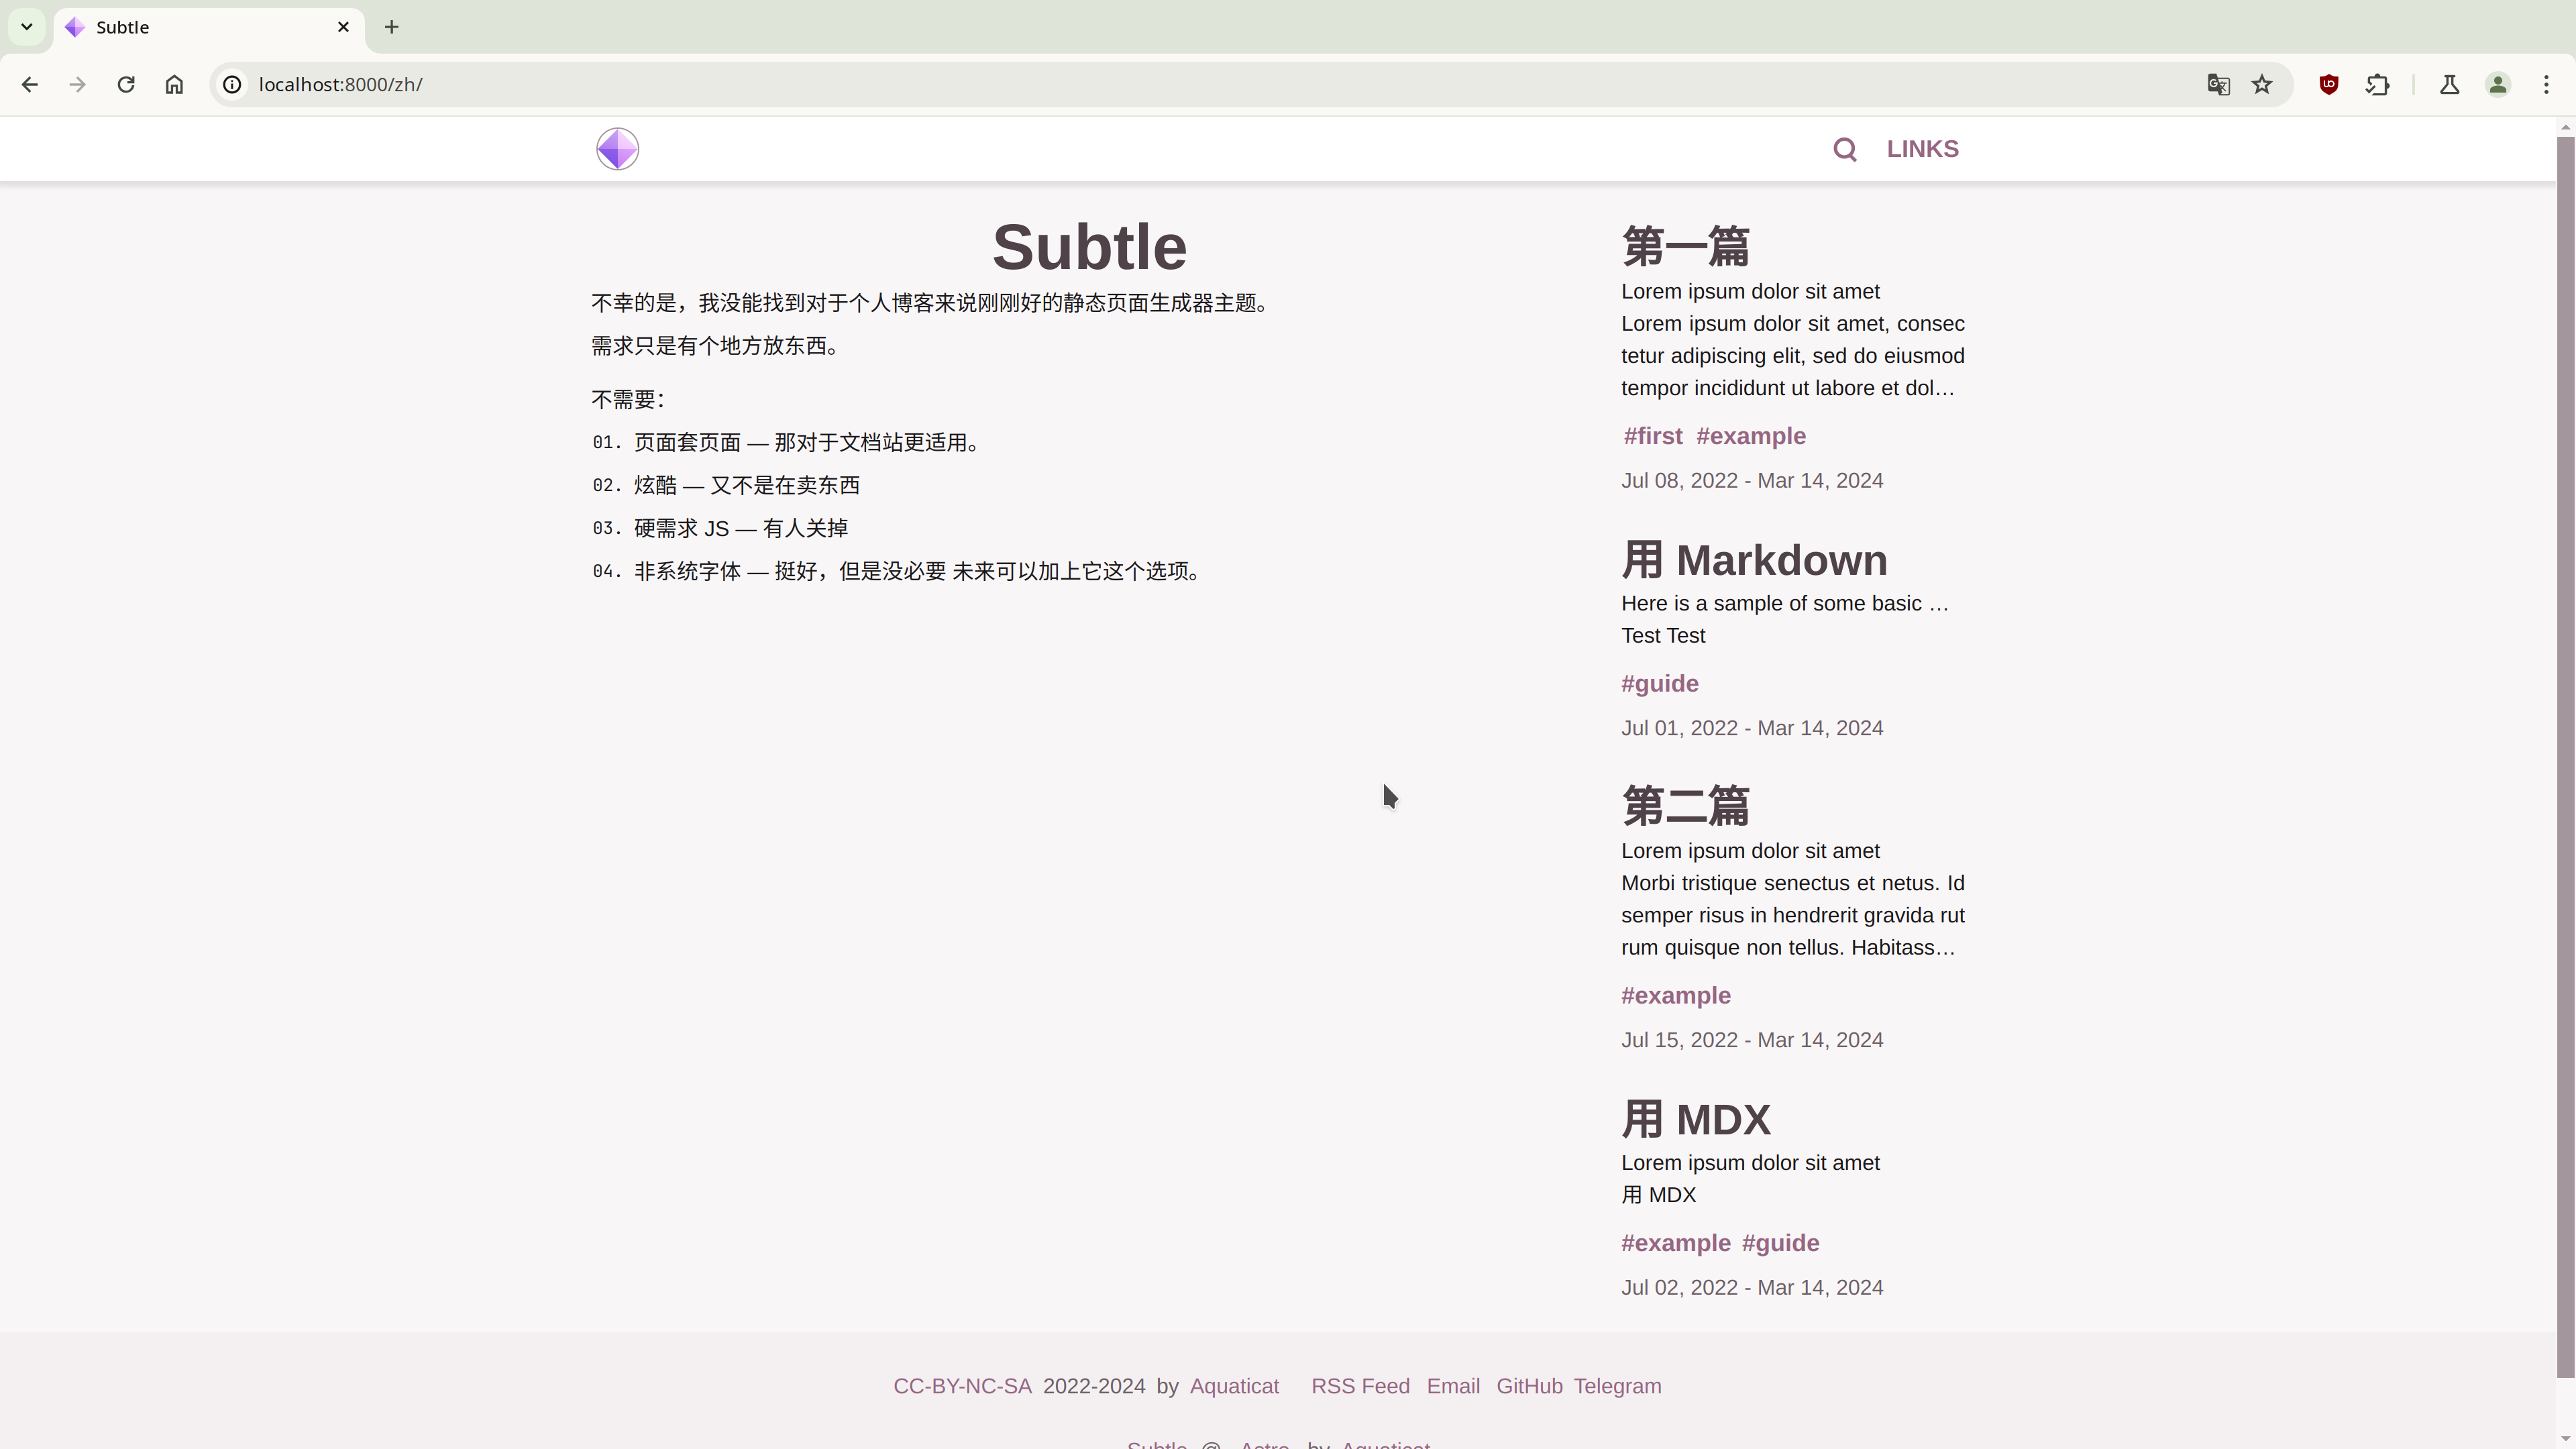 Subtle
localhost:8000/zh/
LINKS
Subtle
不幸的是，我没能找到对于个人博客来说刚刚好的静态页面生成器主题。
需求只是有个地方放东西。
不需要：
01. 页面套页面 — 那对于文档站更适用。
02. 炫酷 — 又不是在卖东西
03. 硬需求 JS — 有人关掉
04. 非系统字体 — 挺好，但是没必要 未来可以加上它这个选项。
第一篇
Lorem ipsum dolor sit amet
Lorem ipsum dolor sit amet, consec
tetur adipiscing elit, sed do eiusmod
tempor incididunt ut labore et dol…
#first #example
Jul 08, 2022 - Mar 14, 2024
用 Markdown
Here is a sample of some basic …
Test Test
#guide
Jul 01, 2022 - Mar 14, 2024
第二篇
Lorem ipsum dolor sit amet
Morbi tristique senectus et netus. Id
semper risus in hendrerit gravida rut
rum quisque non tellus. Habitass…
#example
Jul 15, 2022 - Mar 14, 2024
用 MDX
Lorem ipsum dolor sit amet
用 MDX
#example #guide
Jul 02, 2022 - Mar 14, 2024
CC-BY-NC-SA 2022-2024 by Aquaticat RSS Feed Email GitHub Telegram
Subtle @ Astro by Aquaticat